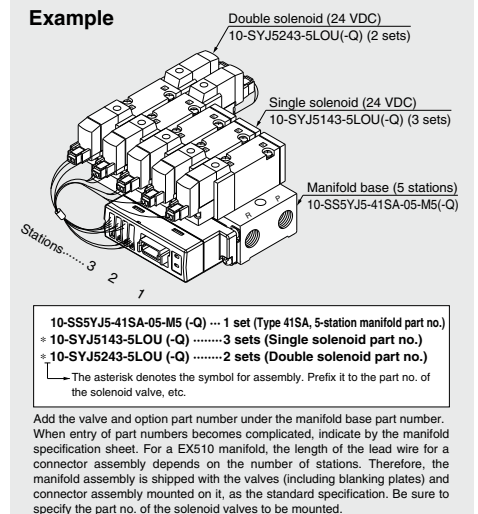 Example
Double solenoid (24 VDC)
10-SYJ5243-5LOU(-Q) (2 sets)
Single solenoid (24 VDC)
10-SYJ5143-5LOU(-Q) (3 sets)
Manifold base (5 stations)
10-SS5YJ5-41SA-05-M5(-Q)
R P
Stations....... 3 2 1
10-SS5YJ5-41SA-05-M5 (-Q) ··· 1 set (Type 41SA, 5-station manifold part no.)
* 10-SYJ5143-5LOU (-Q) ········ 3 sets (Single solenoid part no.)
* 10-SYJ5243-5LOU (-Q) ········ 2 sets (Double solenoid part no.)
The asterisk denotes the symbol for assembly. Prefix it to the part no. of
the solenoid valve, etc.
Add the valve and option part number under the manifold base part number.
When entry of part numbers becomes complicated, indicate by the manifold
specification sheet. For a EX510 manifold, the length of the lead wire for a
connector assembly depends on the number of stations. Therefore, the
manifold assembly is shipped with the valves (including blanking plates) and
connector assembly mounted on it, as the standard specification. Be sure to
specify the part no. of the solenoid valves to be mounted.